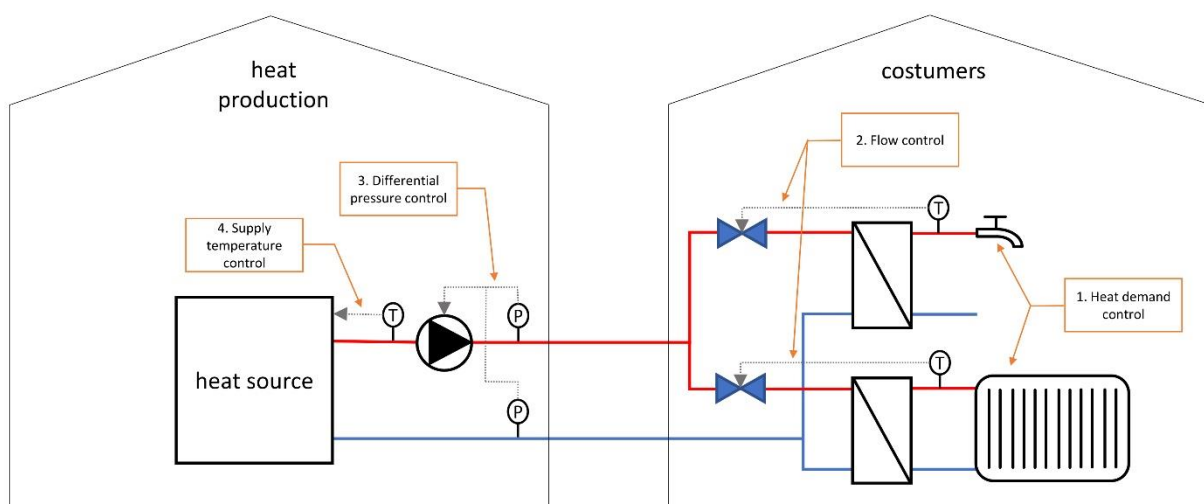 heat
production
costumers
2. Flow control
3. Differential
pressure control
4. Supply
temperature
control
T
T
P
1. Heat demand
control
heat source
T
P